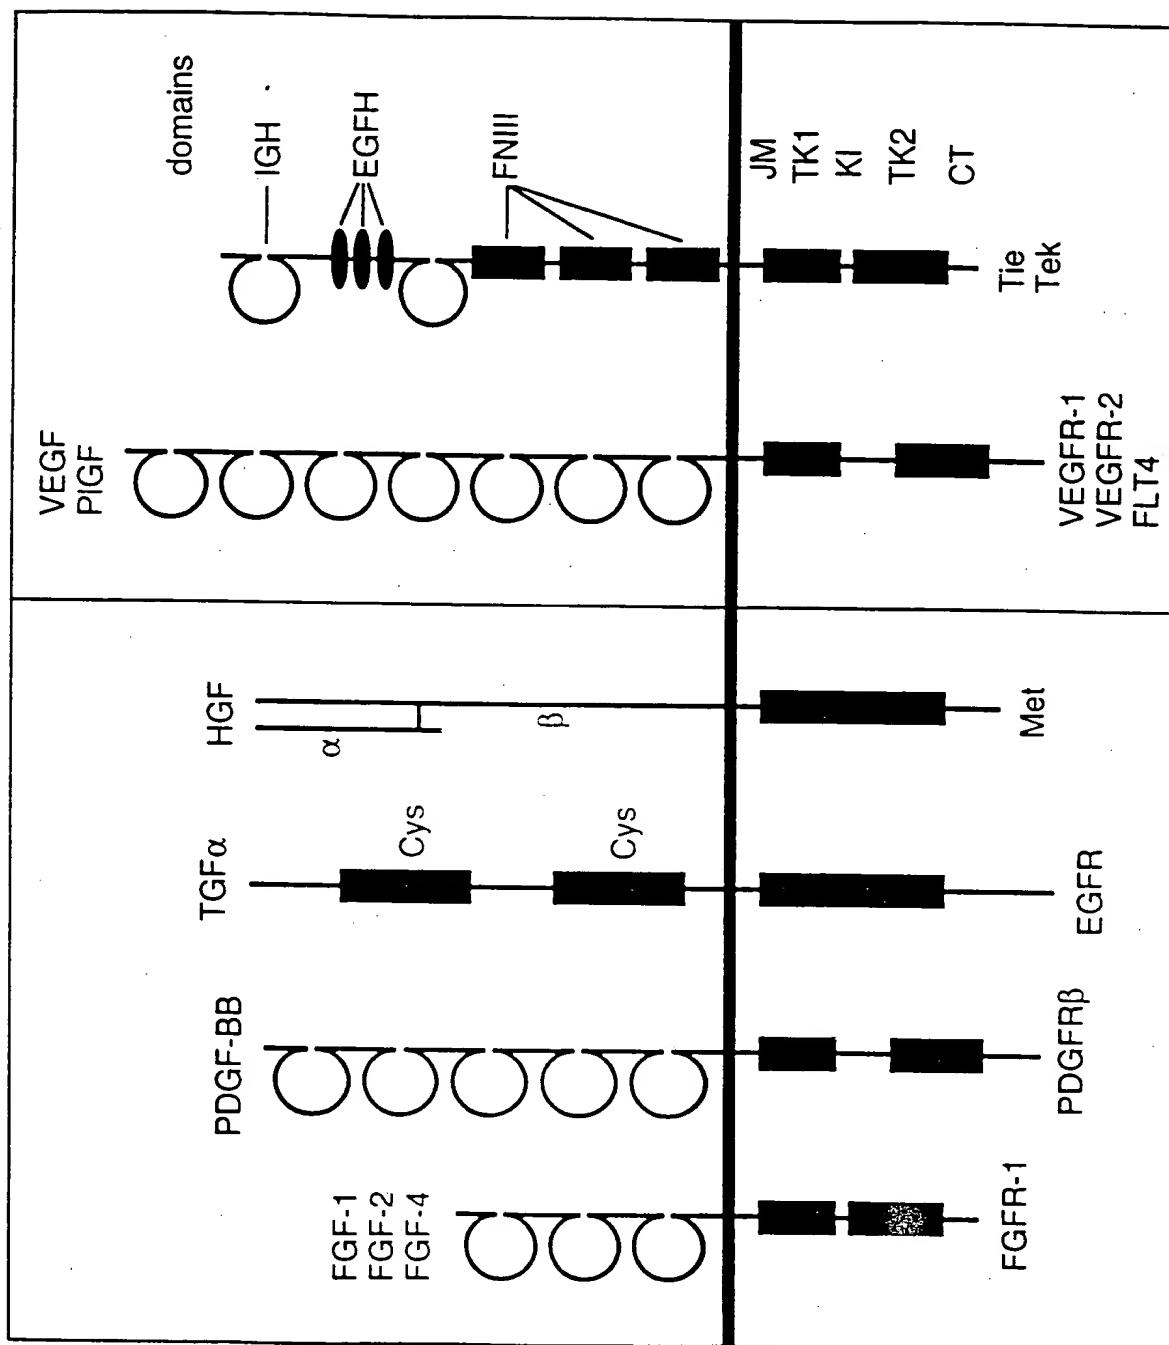 FGF-1
FGF-2
FGF-4
PDGF-BB
TGFα
HGF
VEGF
PlGF
domains
IGH
EGFH
FNIII
α
β
Cys
Cys
JM
TK1
KI
TK2
CT
FGFR-1
PDGFRβ
EGFR
Met
VEGFR-1
VEGFR-2
FLT4
Tie
Tek